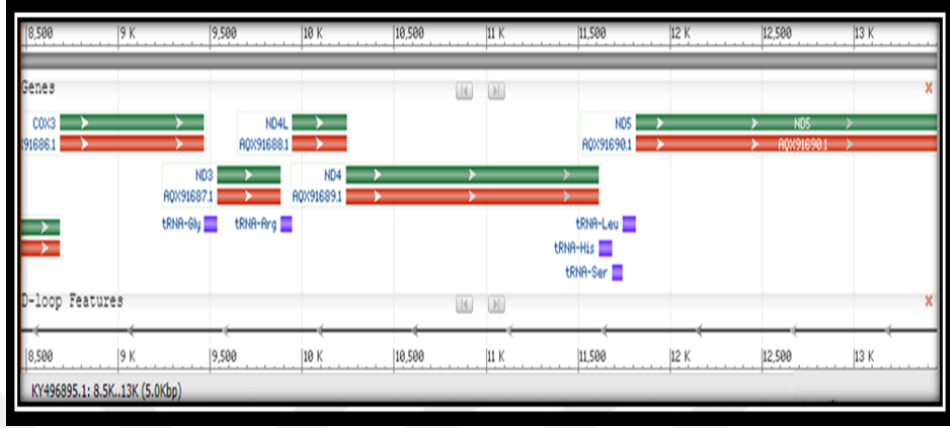 8,500 9 K 9,500 10 K 10,500 11 K 11,500 12 K 12,500 13 K
Genes
COX3 ND4L ND5 ND5
91686.1 AQX91688.1 AQX91690.1 AQX91690.1
ND3 ND4
AQX91687.1 AQX91689.1
tRNA-Gly tRNA-Arg tRNA-Leu
tRNA-His
tRNA-Ser
D-loop Features
8,500 9 K 9,500 10 K 10,500 11 K 11,500 12 K 12,500 13 K
KY496895.1: 8.5K..13K (5.0Kbp)